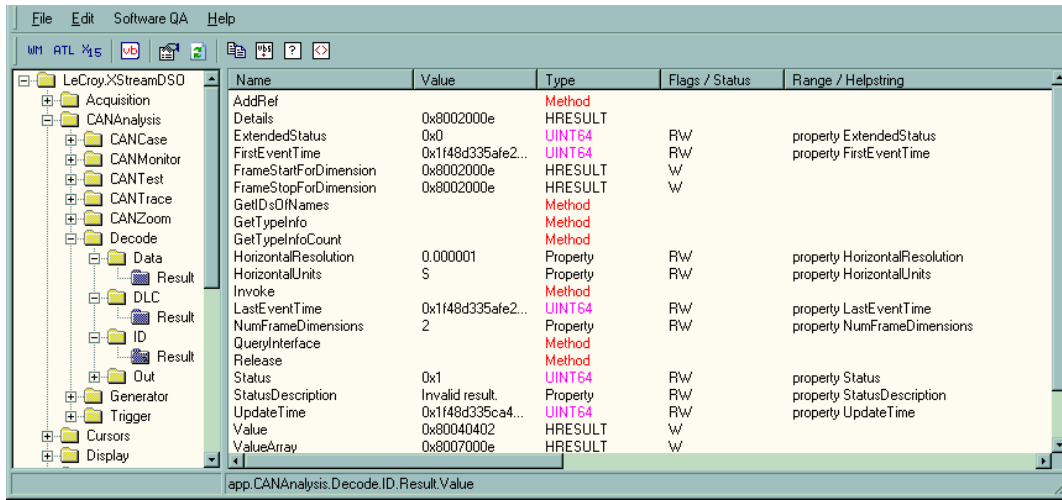 File Edit Software QA Help
WM ATL X15 vb vbs ? <>
LeCroy.XStreamDSO
Acquisition
CANAnalysis
CANCase
CANMonitor
CANTest
CANTrace
CANZoom
Decode
Data
Result
DLC
Result
ID
Result
Out
Generator
Trigger
Cursors
Display
Name Value Type Flags / Status Range / Helpstring
AddRef Method
Details 0x8002000e HRESULT
ExtendedStatus 0x0 UINT64 RW property ExtendedStatus
FirstEventTime 0x1f48d335afe2... UINT64 RW property FirstEventTime
FrameStartForDimension 0x8002000e HRESULT W
FrameStopForDimension 0x8002000e HRESULT W
GetIDsOfNames Method
GetTypeInfo Method
GetTypeInfoCount Method
HorizontalResolution 0.000001 Property RW property HorizontalResolution
HorizontalUnits S Property RW property HorizontalUnits
Invoke Method
LastEventTime 0x1f48d335afe2... UINT64 RW property LastEventTime
NumFrameDimensions 2 Property RW property NumFrameDimensions
QueryInterface Method
Release Method
Status 0x1 UINT64 RW property Status
StatusDescription Invalid result. Property RW property StatusDescription
UpdateTime 0x1f48d335ca4... UINT64 RW property UpdateTime
Value 0x80040402 HRESULT W
ValueArray 0x8007000e HRESULT W
app.CANAnalysis.Decode.ID.Result.Value